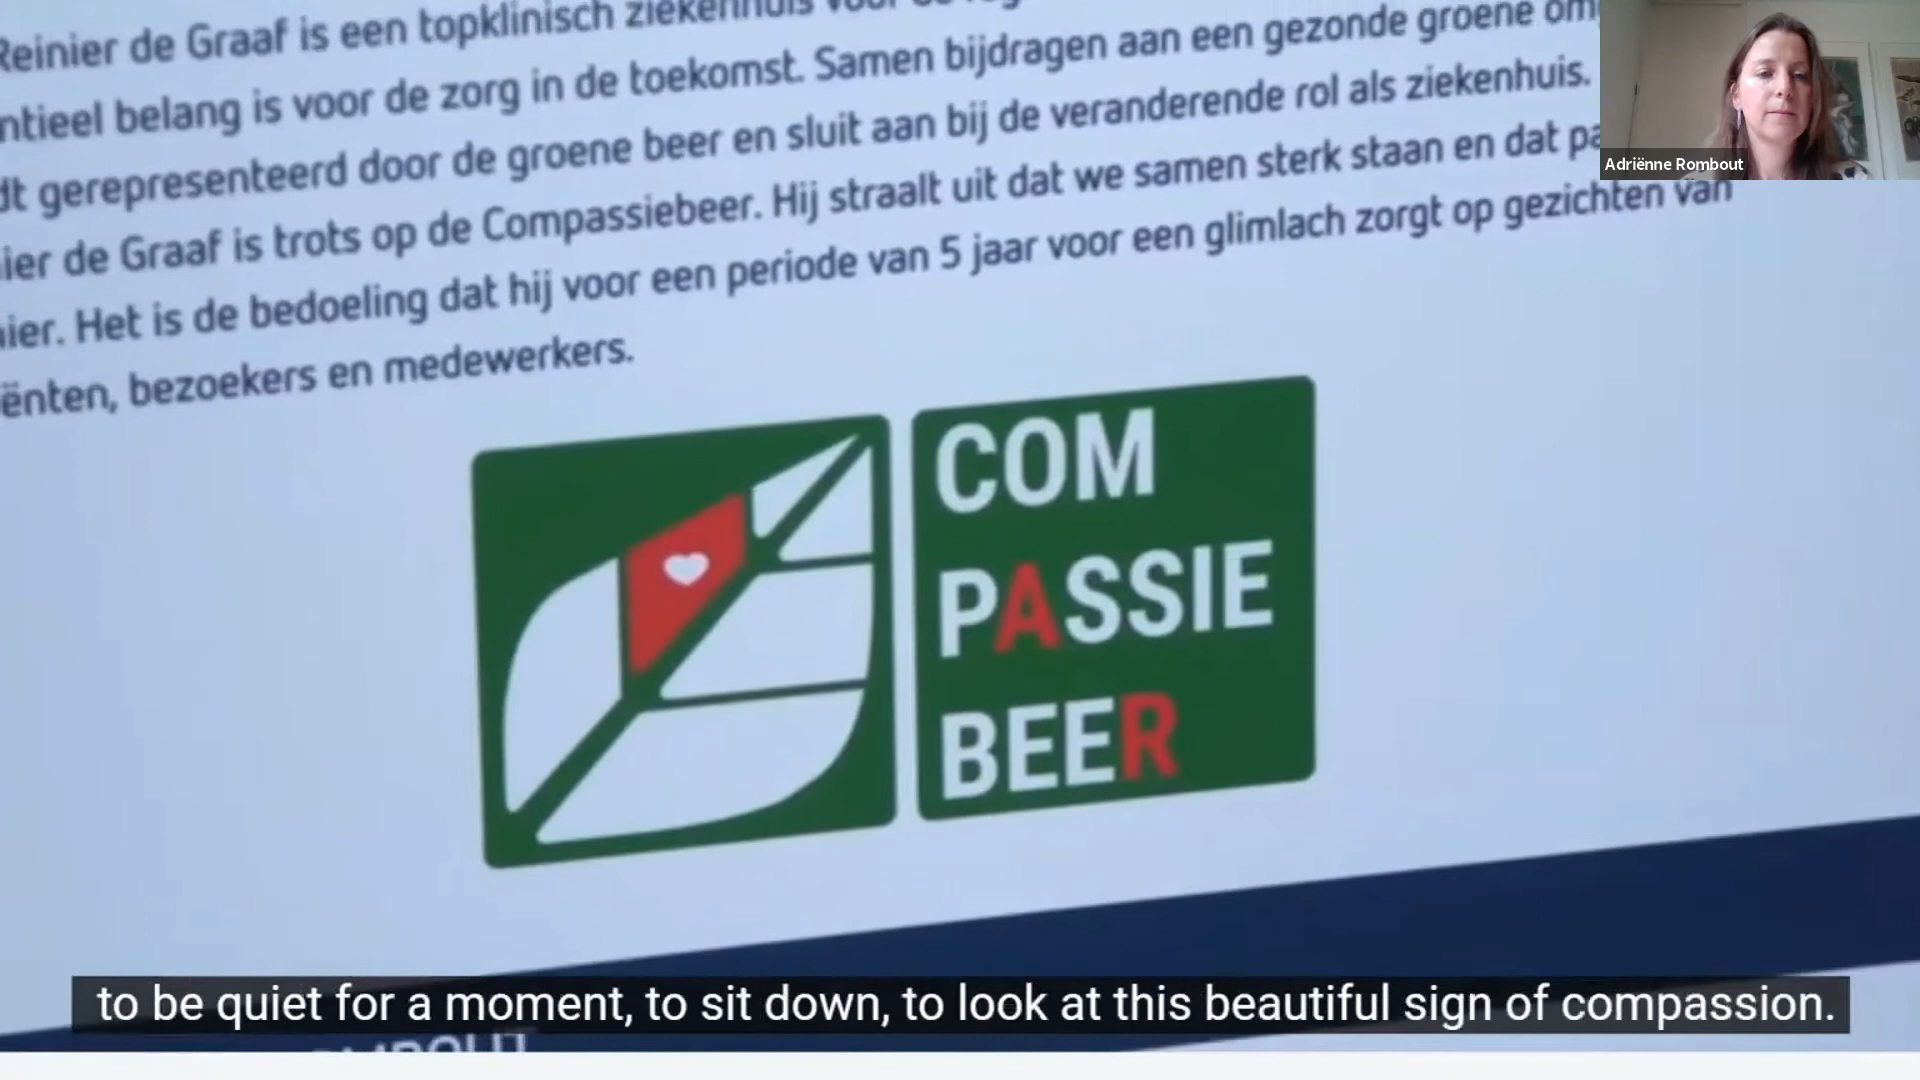 Reinier de Graaf is een topklinisch ziekenhuis voor de
ntieel belang is voor de zorg in de toekomst. Samen bijdragen aan een gezonde groene om
dt gerepresenteerd door de groene beer en sluit aan bij de veranderende rol als ziekenhuis.
ier de Graaf is trots op de Compassiebeer. Hij straalt uit dat we samen sterk staan en dat pa
ier. Het is de bedoeling dat hij voor een periode van 5 jaar voor een glimlach zorgt op gezichten van
ënten, bezoekers en medewerkers.
COM
PASSIE
BEER
Adriënne Rombout
to be quiet for a moment, to sit down, to look at this beautiful sign of compassion.